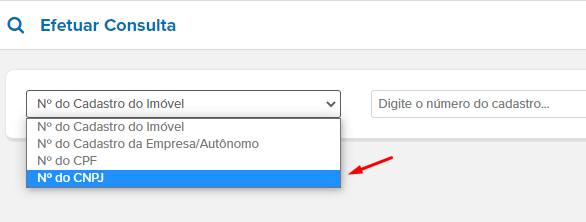 Efetuar Consulta
Nº do Cadastro do Imóvel
Digite o número do cadastro...
Nº do Cadastro do Imóvel
Nº do Cadastro da Empresa/Autônomo
Nº do CPF
Nº do CNPJ